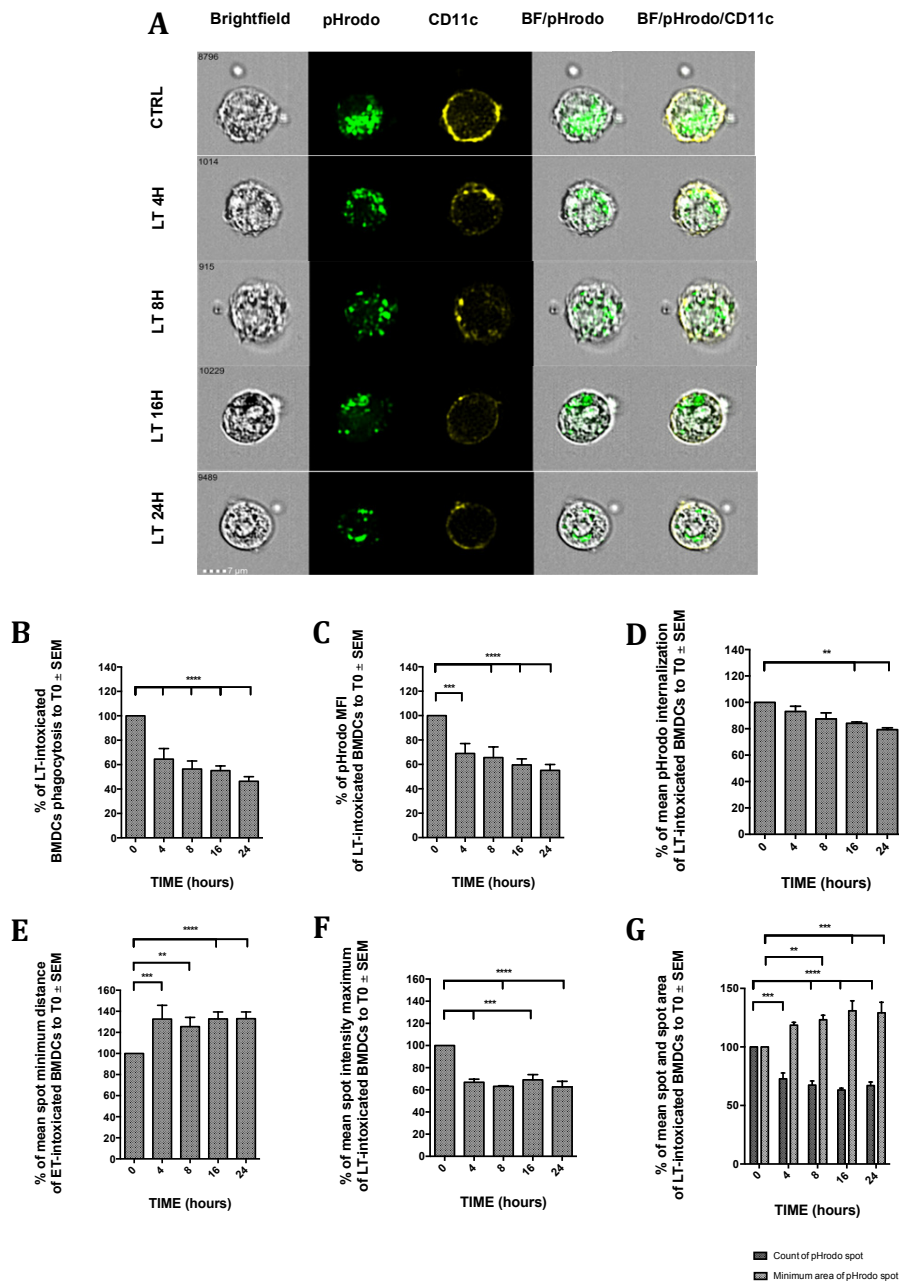 A
Brightfield pHrodo CD11c BF/pHrodo BF/pHrodo/CD11c
CTRL
8796
LT 4H
1014
LT 8H
915
LT 16H
10229
LT 24H
9489
7 µm
B
% of LT-intoxicated
BMDCs phagocytosis to T0 ± SEM
140
120
100
80
60
40
20
0
****
0 4 8 16 24
TIME (hours)
C
% of pHrodo MFI
of LT-intoxicated BMDCs to T0 ± SEM
140
120
100
80
60
40
20
0
****
***
0 4 8 16 24
TIME (hours)
D
% of mean pHrodo internalization
of LT-intoxicated BMDCs to T0 ± SEM
140
120
100
80
60
40
20
0
**
0 4 8 16 24
TIME (hours)
E
% of mean spot minimum distance
of ET-intoxicated BMDCs to T0 ± SEM
160
140
120
100
80
60
40
20
0
****
**
***
0 4 8 16 24
TIME (hours)
F
% of mean spot intensity maximum
of LT-intoxicated BMDCs to T0 ± SEM
160
140
120
100
80
60
40
20
0
****
***
0 4 8 16 24
TIME (hours)
G
% of mean spot and spot area
of LT-intoxicated BMDCs to T0 ± SEM
150
100
50
0
***
**
****
***
0 4 8 16 24
TIME (hours)
Count of pHrodo spot
Minimum area of pHrodo spot